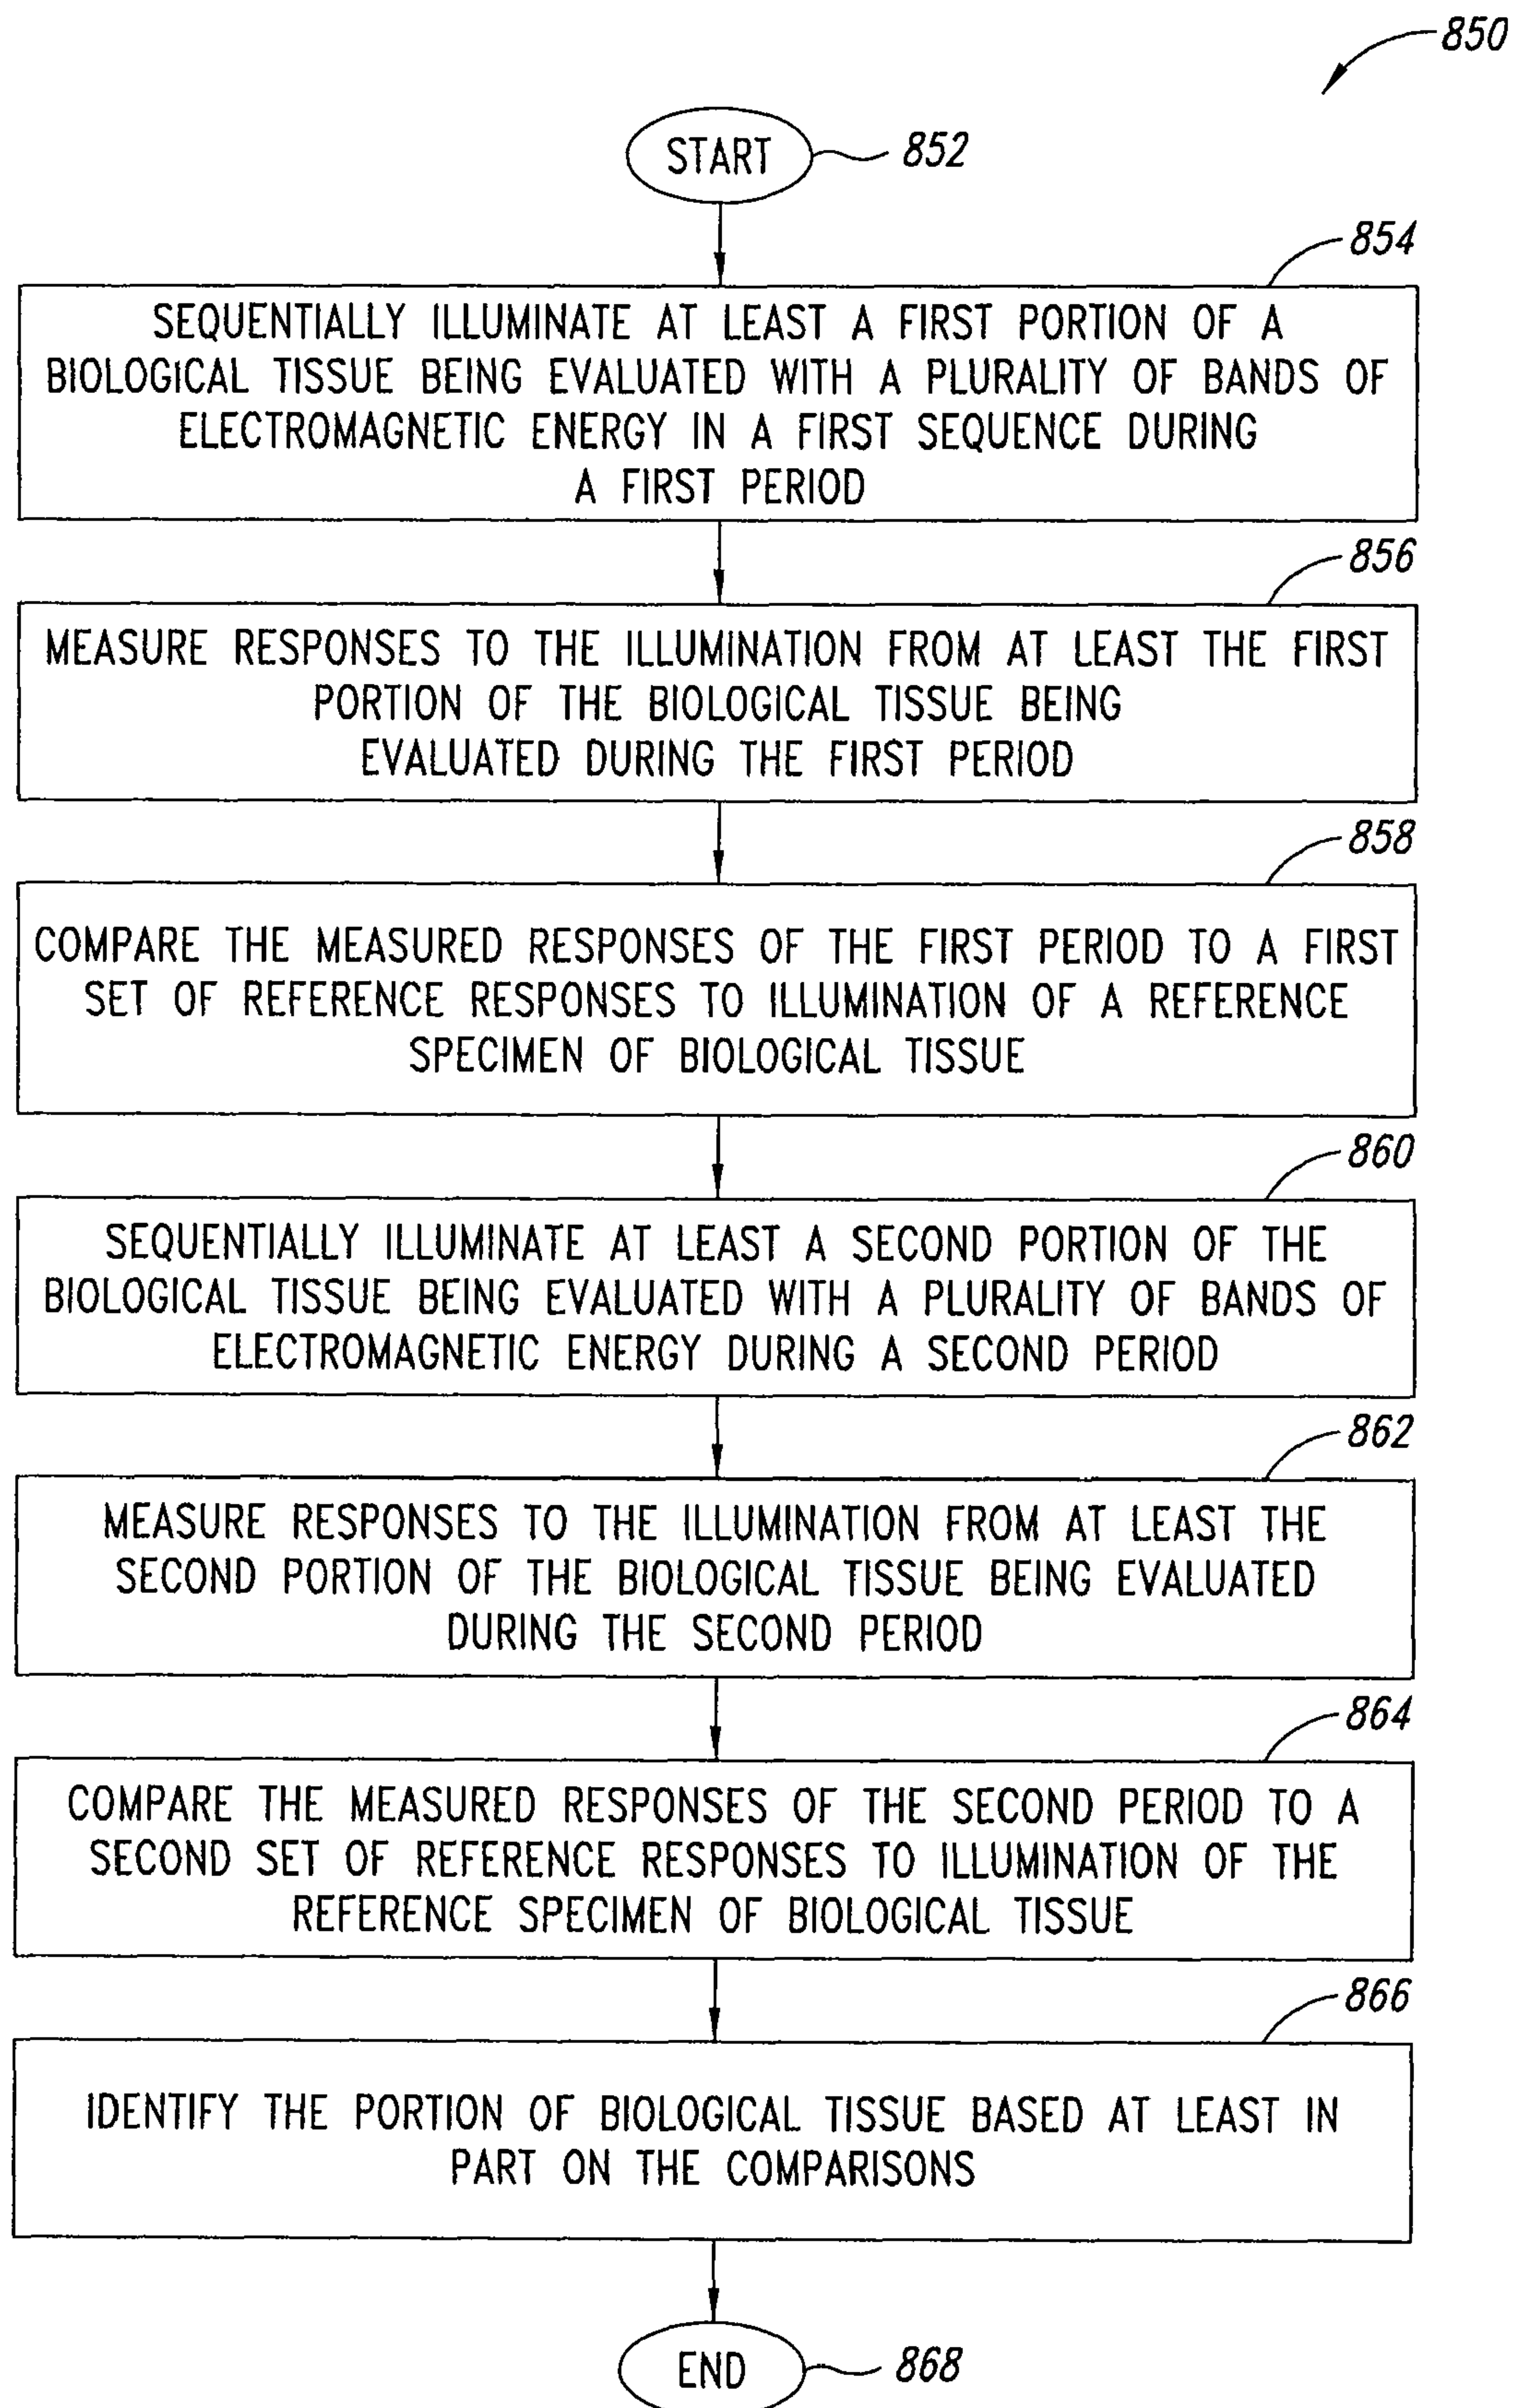 850
START
852
854
SEQUENTIALLY ILLUMINATE AT LEAST A FIRST PORTION OF A
BIOLOGICAL TISSUE BEING EVALUATED WITH A PLURALITY OF BANDS OF
ELECTROMAGNETIC ENERGY IN A FIRST SEQUENCE DURING
A FIRST PERIOD
856
MEASURE RESPONSES TO THE ILLUMINATION FROM AT LEAST THE FIRST
PORTION OF THE BIOLOGICAL TISSUE BEING
EVALUATED DURING THE FIRST PERIOD
858
COMPARE THE MEASURED RESPONSES OF THE FIRST PERIOD TO A FIRST
SET OF REFERENCE RESPONSES TO ILLUMINATION OF A REFERENCE
SPECIMEN OF BIOLOGICAL TISSUE
860
SEQUENTIALLY ILLUMINATE AT LEAST A SECOND PORTION OF THE
BIOLOGICAL TISSUE BEING EVALUATED WITH A PLURALITY OF BANDS OF
ELECTROMAGNETIC ENERGY DURING A SECOND PERIOD
862
MEASURE RESPONSES TO THE ILLUMINATION FROM AT LEAST THE
SECOND PORTION OF THE BIOLOGICAL TISSUE BEING EVALUATED
DURING THE SECOND PERIOD
864
COMPARE THE MEASURED RESPONSES OF THE SECOND PERIOD TO A
SECOND SET OF REFERENCE RESPONSES TO ILLUMINATION OF THE
REFERENCE SPECIMEN OF BIOLOGICAL TISSUE
866
IDENTIFY THE PORTION OF BIOLOGICAL TISSUE BASED AT LEAST IN
PART ON THE COMPARISONS
END
868